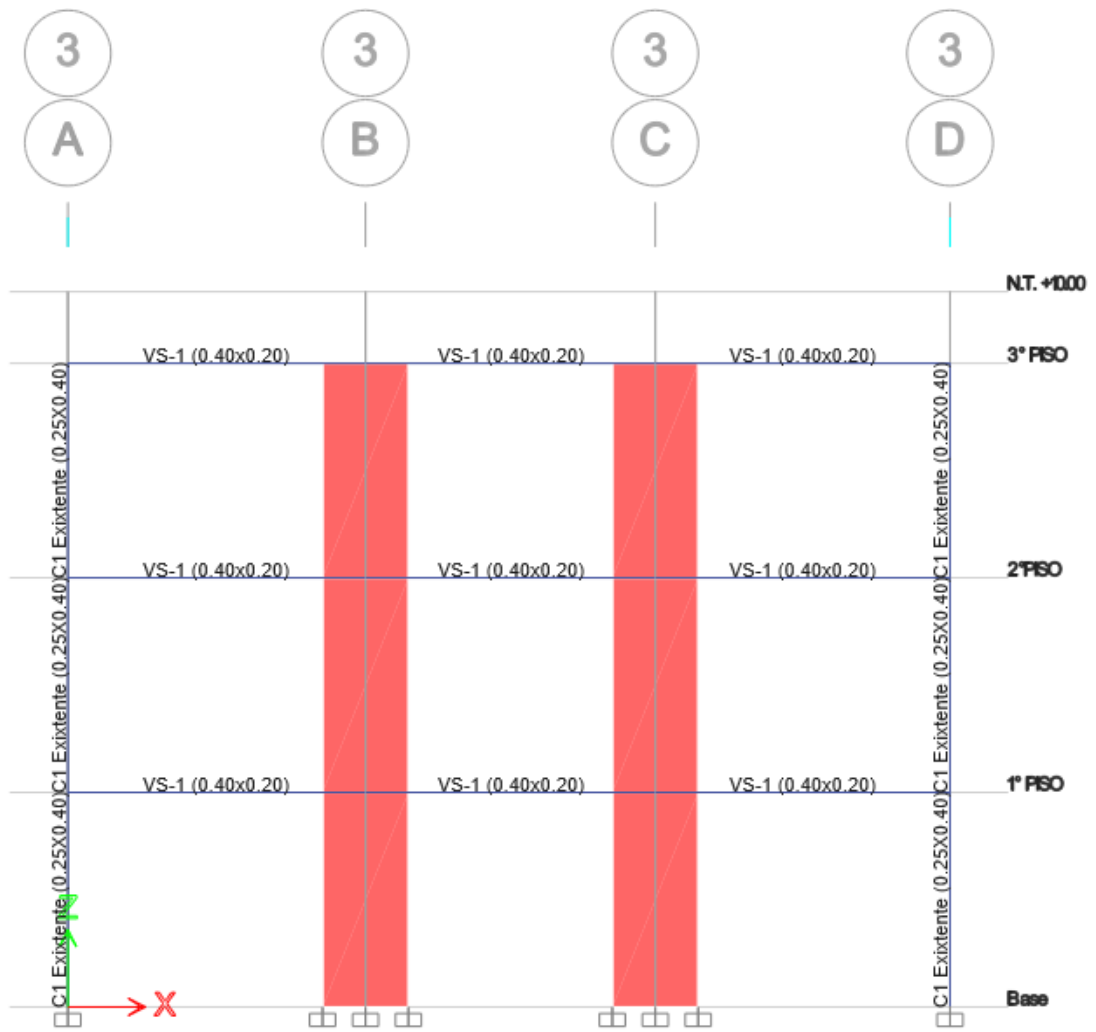 3 3 3 3
A B C D
N.T. +10.00
VS-1 (0.40x0.20) VS-1 (0.40x0.20) VS-1 (0.40x0.20) 3° PISO
C1 Exixtente (0.25X0.40) C1 Exixtente (0.25X0.40)
VS-1 (0.40x0.20) VS-1 (0.40x0.20) VS-1 (0.40x0.20) 2°PISO
C1 Exixtente (0.25X0.40) C1 Exixtente (0.25X0.40)
VS-1 (0.40x0.20) VS-1 (0.40x0.20) VS-1 (0.40x0.20) 1° PISO
C1 Exixtente (0.25X0.40) C1 Exixtente (0.25X0.40)
X Base